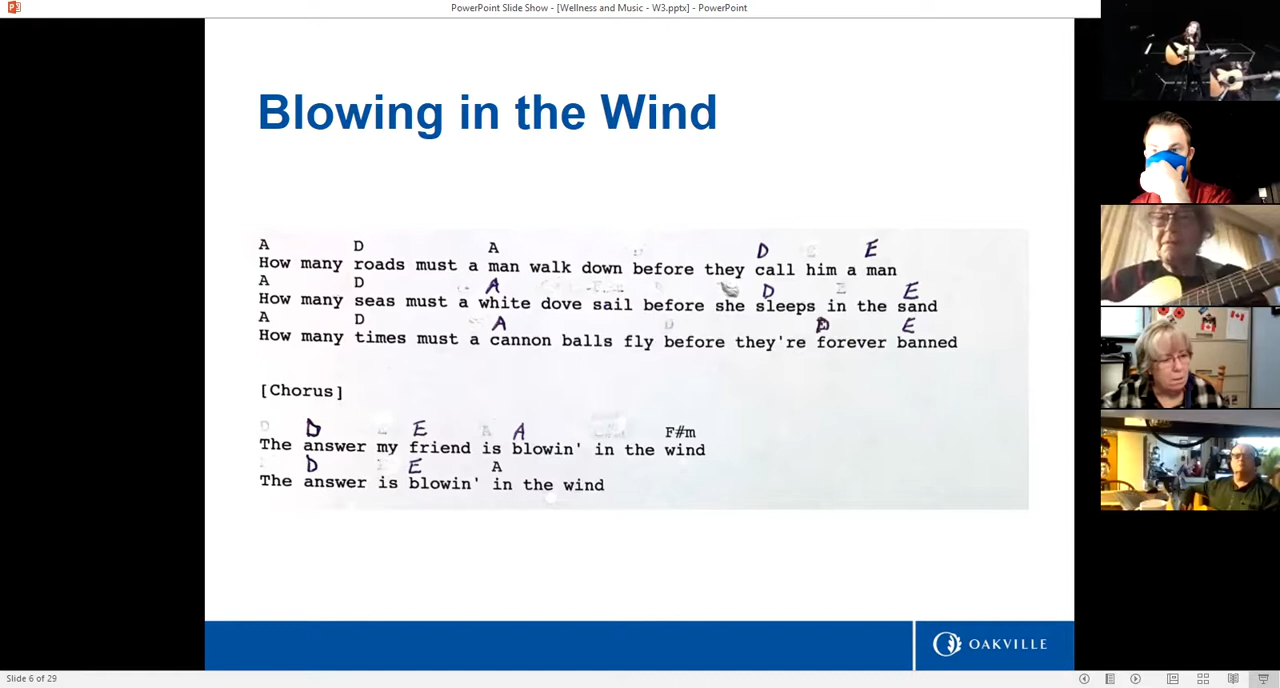 PowerPoint Slide Show - [Wellness and Music - W3.pptx] - PowerPoint
Blowing in the Wind
A D A D E
How many roads must a man walk down before they call him a man
A D A D E
How many seas must a white dove sail before she sleeps in the sand
A D A D E
How many times must a cannon balls fly before they're forever banned
[Chorus]
D E A F#m
The answer my friend is blowin' in the wind
D E A
The answer is blowin' in the wind
OAKVILLE
Slide 6 of 29